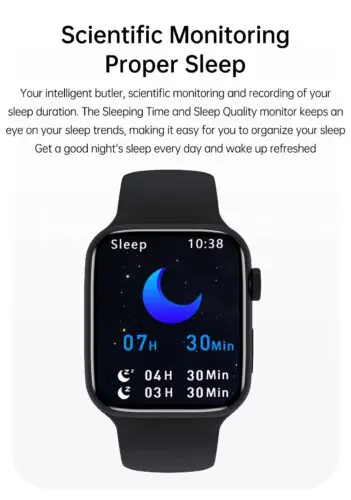 Scientific Monitoring
Proper Sleep
Your intelligent butler, scientific monitoring and recording of your
sleep duration. The Sleeping Time and Sleep Quality monitor keeps an
eye on your sleep trends, making it easy for you to organize your sleep
Get a good night's sleep every day and wake up refreshed
Sleep 10:38
07H 30Min
04H 30Min
03H 30Min